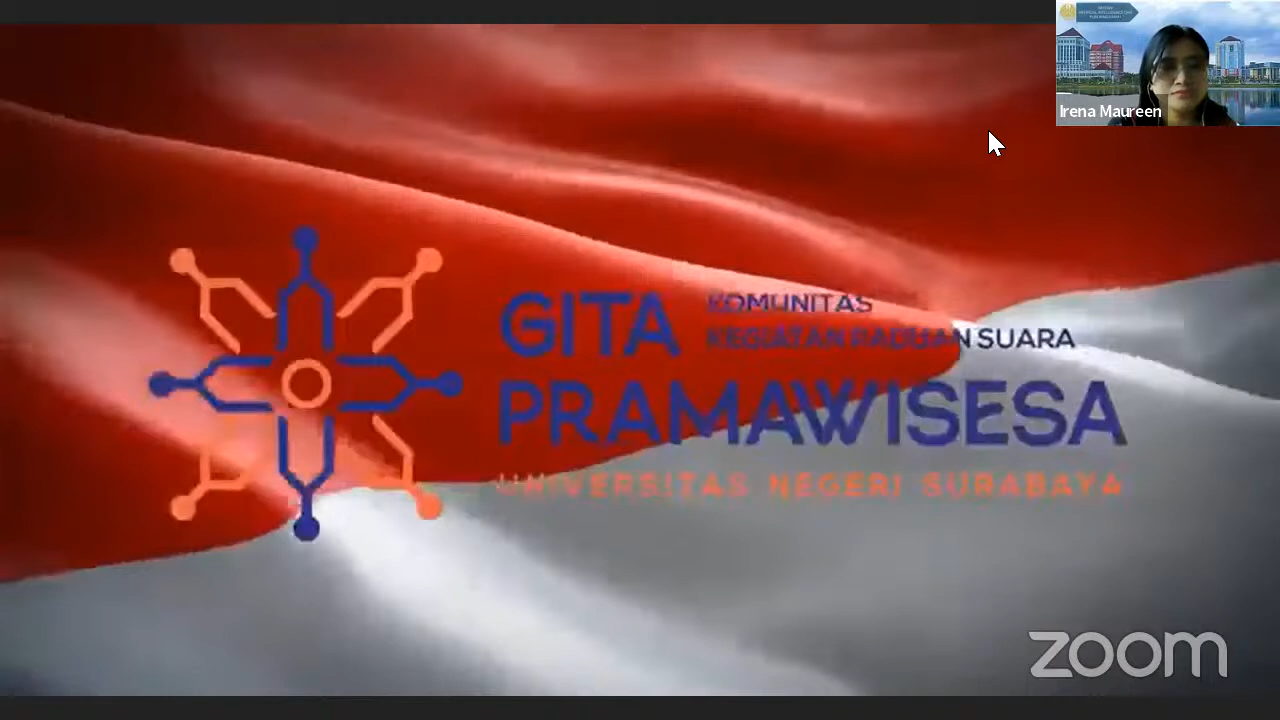 Irena Maureen
GITA
KOMUNITAS
KEGIATAN PADUAN SUARA
PRAMAWISESA
UNIVERSITAS NEGERI SURABAYA
zoom